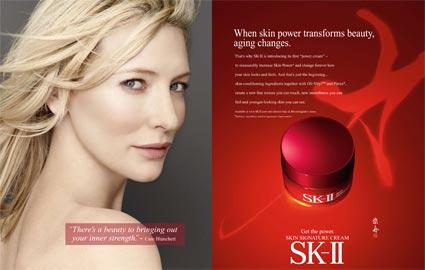 "There's a beauty to bringing out
your inner strength." - Cate Blanchett
When skin power transforms beauty,
aging changes.
That's why SK-II is introducing its first "power cream" –
to measurably increase Skin Power* and change forever how
your skin looks and feels. And that's just the beginning...
skin conditioning ingredients together with and Pitera®,
create a new that texture you can touch, new smoothness you can
feel and younger-looking skin you can see.
SK-II
Get the power.
SKIN SIGNATURE CREAM
SK-II